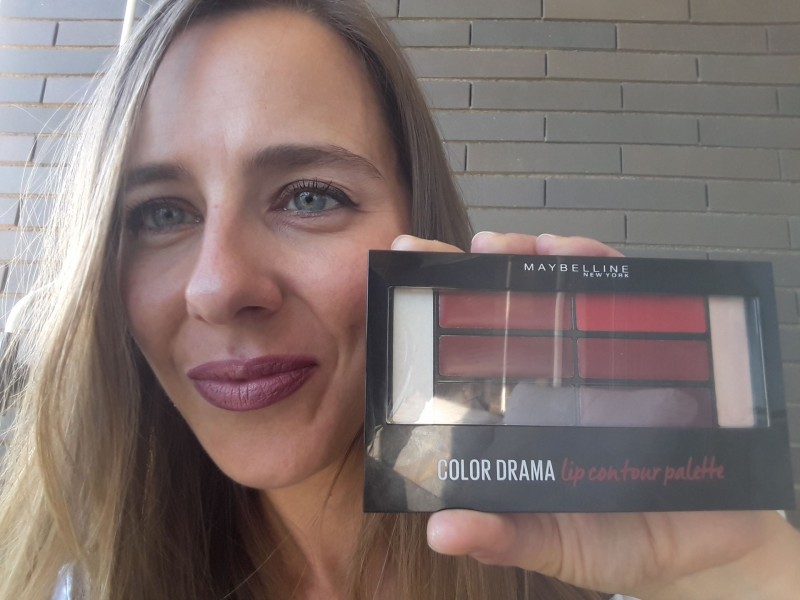 MAYBELLINE
NEW YORK
COLOR DRAMA lip contour palette